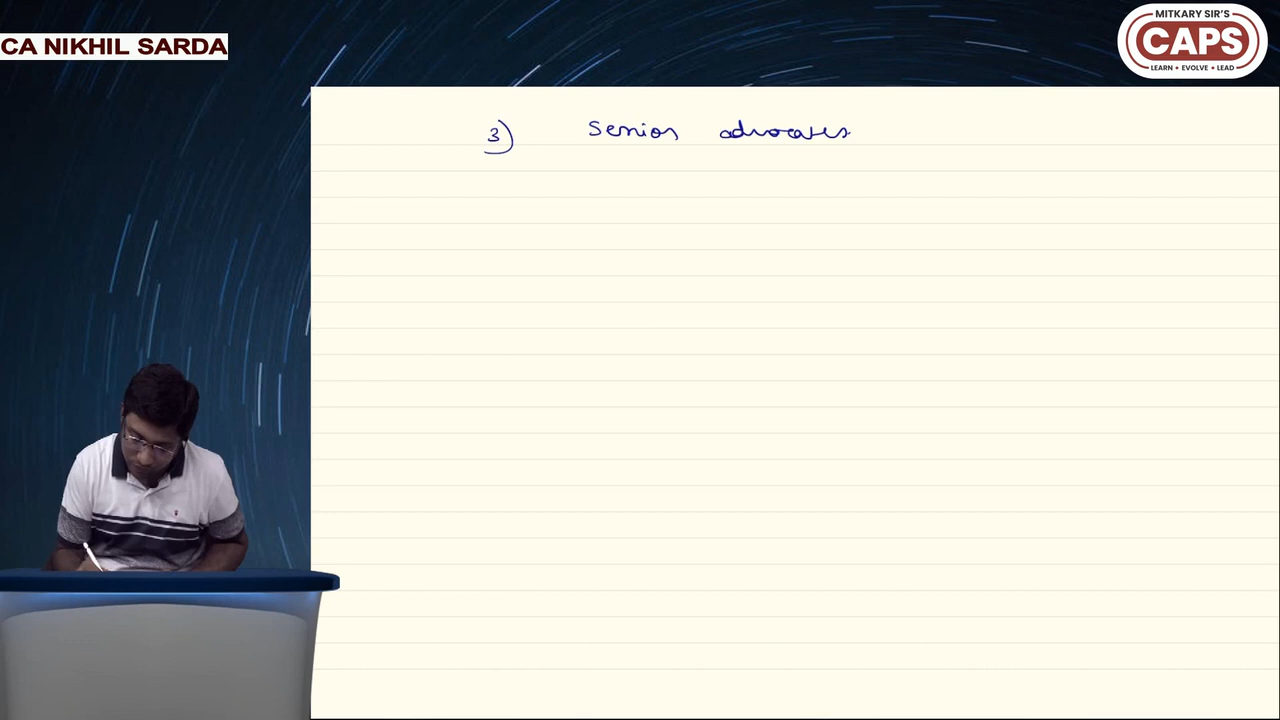 CA NIKHIL SARDA
MITKARY SIR'S
CAPS
LEARN • EVOLVE • LEAD
3) Senior advocates